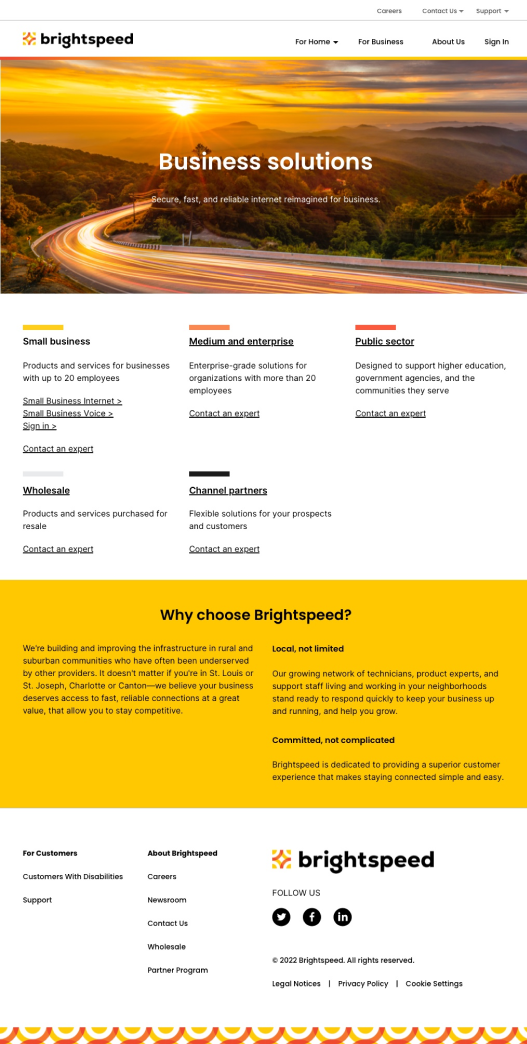 Careers Contact Us Support
brightspeed
For Home For Business About Us Sign In
Business solutions
Secure, fast, and reliable internet reimagined for business.
Small business
Products and services for businesses
with up to 20 employees
Small Business Internet >
Small Business Voice >
Sign in >
Contact an expert
Medium and enterprise
Enterprise-grade solutions for
organizations with more than 20
employees
Contact an expert
Public sector
Designed to support higher education,
government agencies, and the
communities they serve
Contact an expert
Wholesale
Products and services purchased for
resale
Contact an expert
Channel partners
Flexible solutions for your prospects
and customers
Contact an expert
Why choose Brightspeed?
We're building and improving the infrastructure in rural and
suburban communities who have often been underserved
by other providers. It doesn't matter if you're in St. Louis or
St. Joseph, Charlotte or Canton—we believe your business
deserves access to fast, reliable connections at a great
value, that allow you to stay competitive.
Local, not limited
Our growing network of technicians, product experts, and
support staff living and working in your neighborhoods
stand ready to respond quickly to keep your business up
and running, and help you grow.
Committed, not complicated
Brightspeed is dedicated to providing a superior customer
experience that makes staying connected simple and easy.
For Customers
Customers With Disabilities
Support
About Brightspeed
Careers
Newsroom
Contact Us
Wholesale
Partner Program
brightspeed
FOLLOW US
© 2022 Brightspeed. All rights reserved.
Legal Notices | Privacy Policy | Cookie Settings